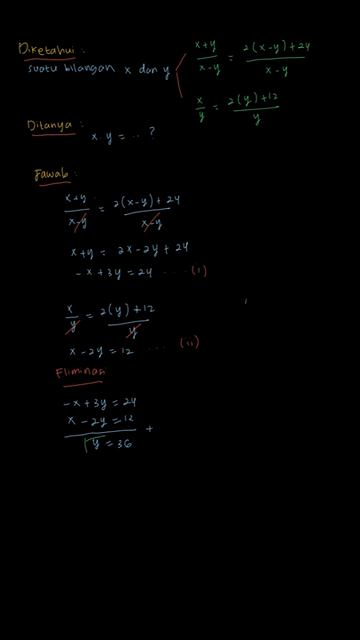 Diketahui :
suatu bilangan x dan y
x+y / x-y = 2(x-y)+24 / x-y
x / y = 2(y)+12 / y
Ditanya :
x·y = ... ?
Jawab :
x+y / x-y = 2(x-y)+24 / x-y
x+y = 2x-2y+24
-x+3y = 24 .... (i)
x / y = 2(y)+12 / y
x-2y = 12 ... (ii)
Eliminasi
-x+3y = 24
x-2y = 12
+
y = 36